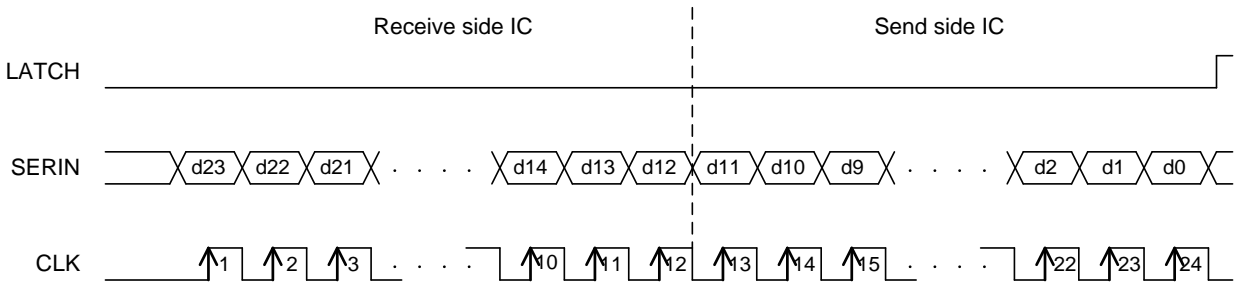 Receive side IC Send side IC
LATCH
SERIN d23 d22 d21 . . . . d14 d13 d12 d11 d10 d9 . . . . d2 d1 d0
CLK 1 2 3 . . . . 10 11 12 13 14 15 . . . . 22 23 24